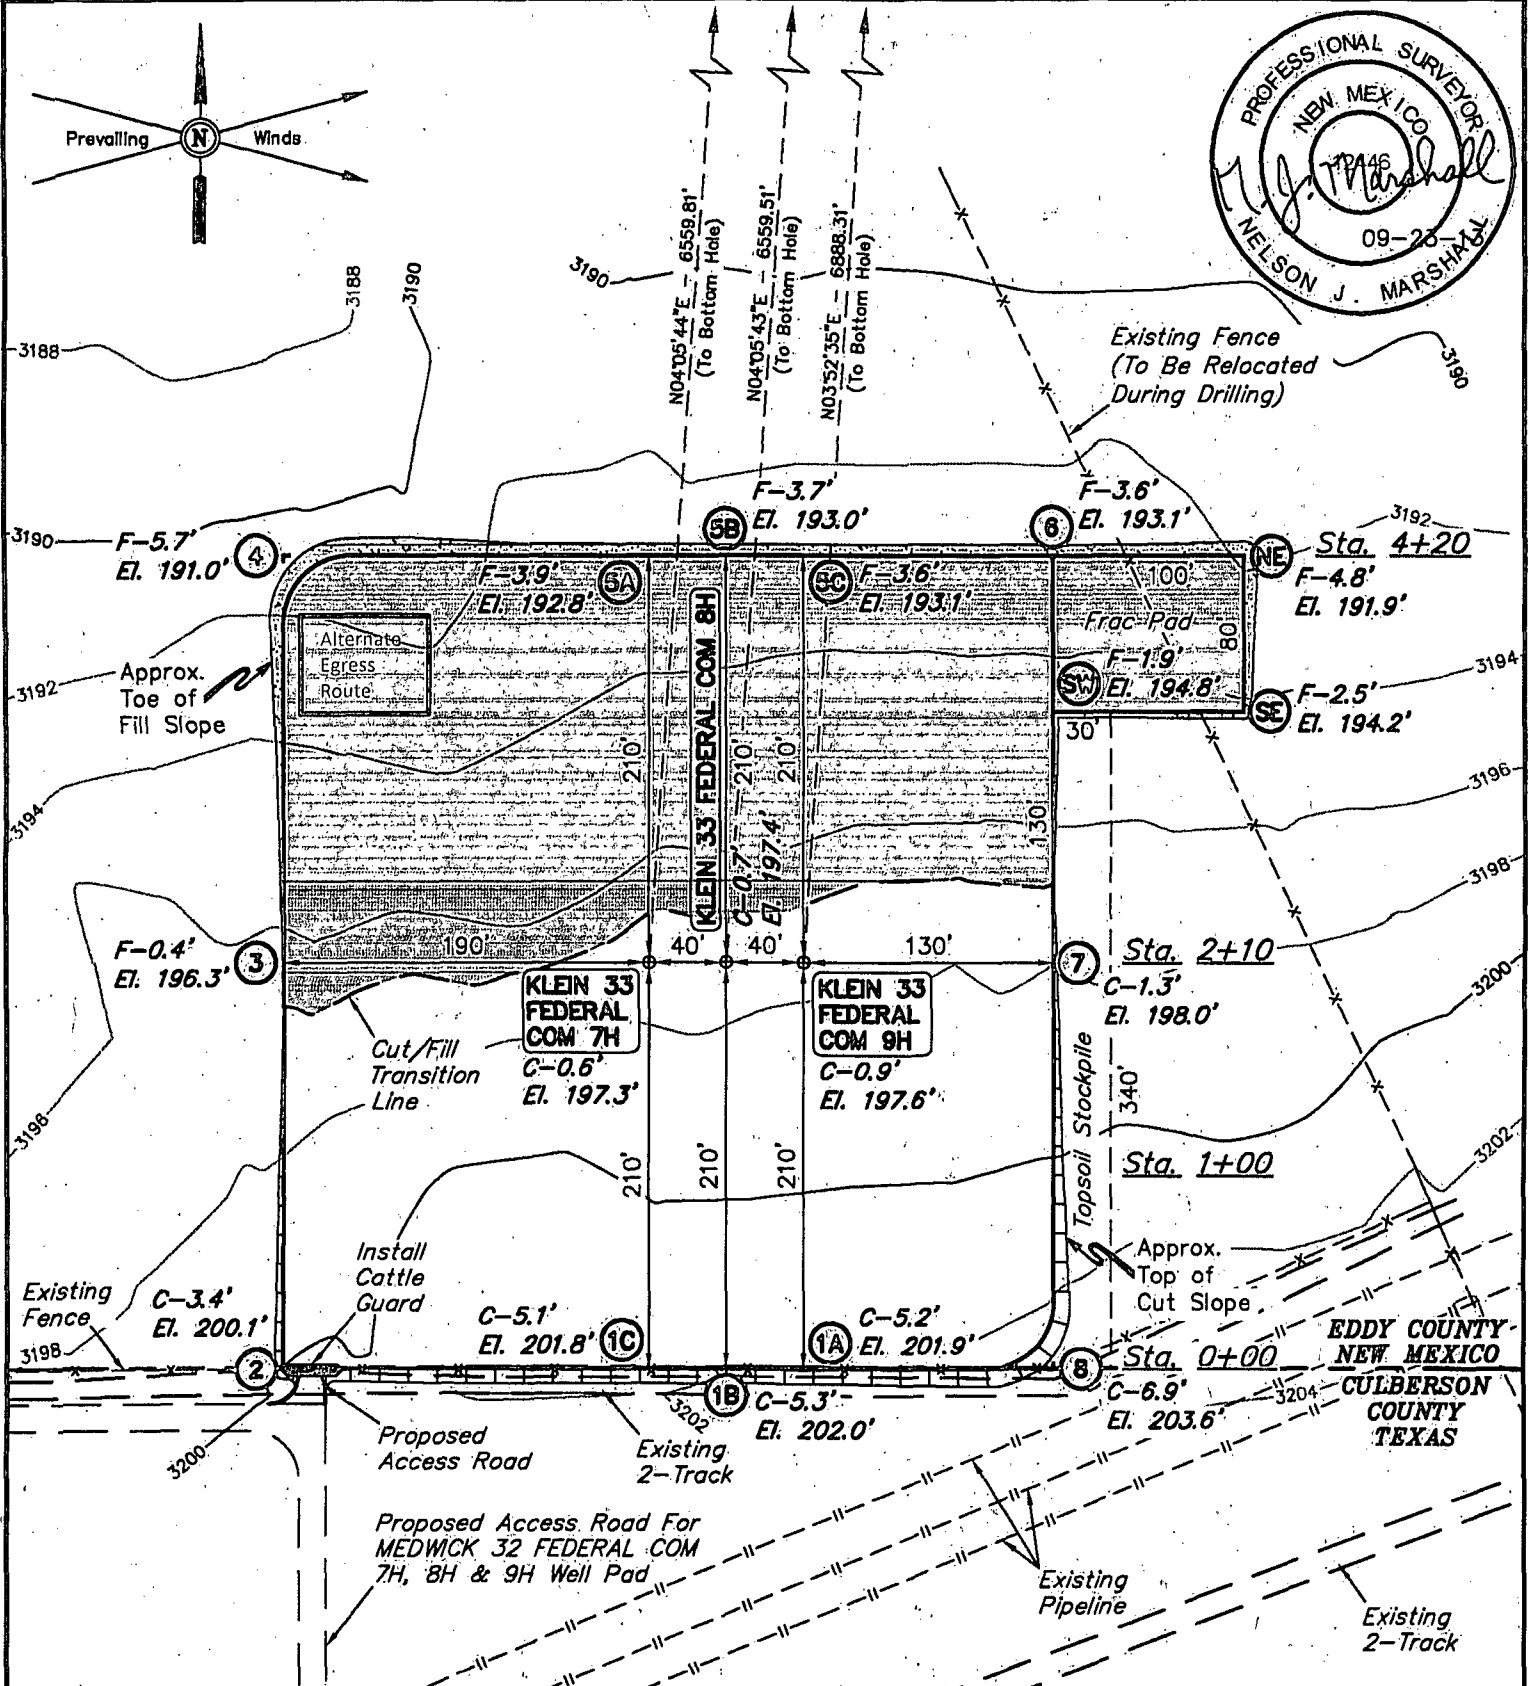 PROFESSIONAL SURVEYOR
NEW MEXICO
12446
N. J. Marshall
09-23-
NELSON J. MARSHALL
Prevailing
N
Winds
N04°05'44"E - 6559.81'
(To Bottom Hole)
N04°05'43"E - 6559.51'
(To Bottom Hole)
N03°52'35"E - 6888.31'
(To Bottom Hole)
3188
3190
3190
3188
Existing Fence
(To Be Relocated
During Drilling)
3190
F-3.7'
El. 193.0'
5B
F-3.6'
El. 193.1'
6
3192
3190
F-5.7'
El. 191.0'
4
NE
Sta. 4+20
F-4.8'
El. 191.9'
F-3.9'
El. 192.8'
5A
5C
F-3.6'
El. 193.1'
100'
Frac Pad
80'
Alternate
Egress
Route
Approx.
Toe of
Fill Slope
3192
SW
F-1.9'
El. 194.8'
3194
SE
F-2.5'
El. 194.2'
30'
210'
KLEIN 33 FEDERAL COM 8H
C-0.7'
El. 197.4'
210'
210'
130'
3196
3194
3198
F-0.4'
El. 196.3'
3
190'
40'
40'
130'
7
Sta. 2+10
C-1.3'
El. 198.0'
3200
KLEIN 33
FEDERAL
COM 7H
C-0.6'
El. 197.3'
KLEIN 33
FEDERAL
COM 9H
C-0.9'
El. 197.6'
Cut/Fill
Transition
Line
3196
Topsoil Stockpile
340'
3202
210'
210'
210'
Sta. 1+00
Install
Cattle
Guard
Approx.
Top of
Cut Slope
Existing
Fence
C-3.4'
El. 200.1'
2
3198
C-5.1'
El. 201.8'
1C
1A
C-5.2'
El. 201.9'
8
Sta. 0+00
EDDY COUNTY
NEW MEXICO
CULBERSON
COUNTY
TEXAS
C-6.9'
El. 203.6'
3204
1B
C-5.3'
El. 202.0'
3202
3200
Proposed
Access Road
Existing
2-Track
Proposed Access Road For
MEDWICK 32 FEDERAL COM
7H, 8H & 9H Well Pad
Existing
Pipeline
Existing
2-Track